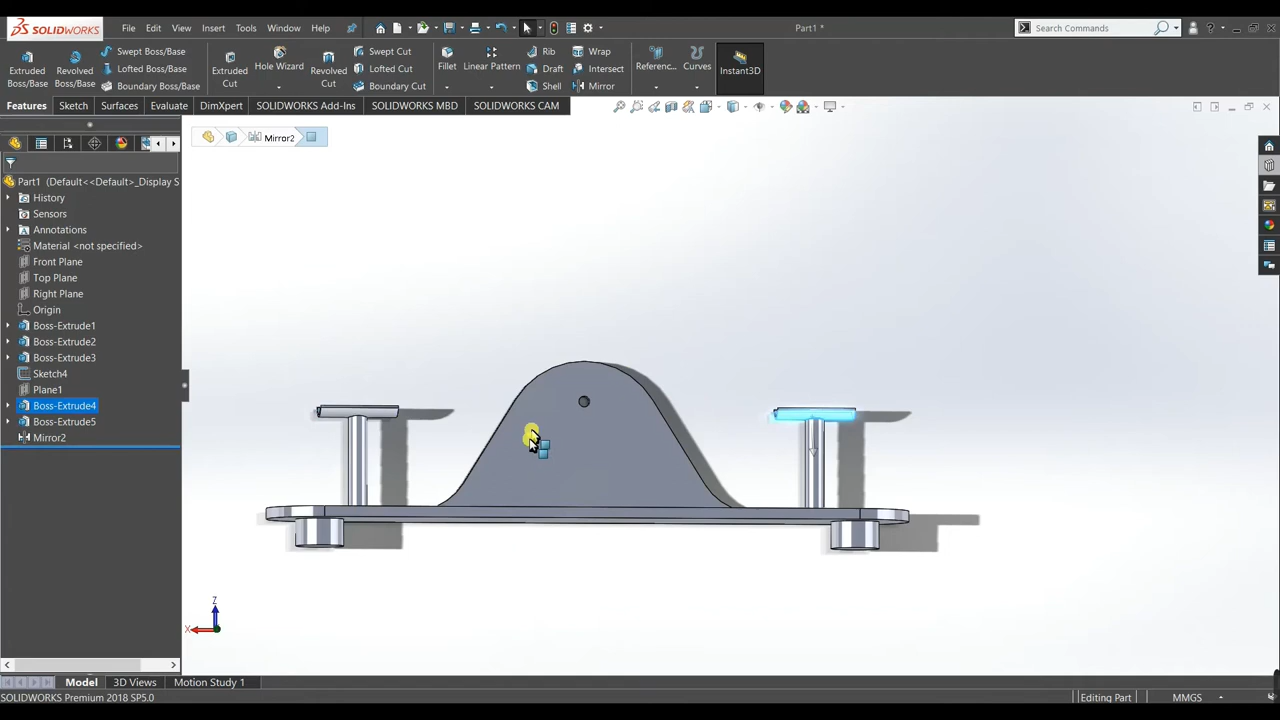 SOLIDWORKS File Edit View Insert Tools Window Help Part1 * Search Commands ?
Extruded Boss/Base Revolved Boss/Base Swept Boss/Base Lofted Boss/Base Boundary Boss/Base Extruded Cut Hole Wizard Revolved Cut Swept Cut Lofted Cut Boundary Cut Fillet Linear Pattern Rib Draft Shell Wrap Intersect Mirror Referenc... Curves Instant3D
Features Sketch Surfaces Evaluate DimXpert SOLIDWORKS Add-Ins SOLIDWORKS MBD SOLIDWORKS CAM
Mirror2
Part1 (Default<<Default>_Display S
History
Sensors
Annotations
Material <not specified>
Front Plane
Top Plane
Right Plane
Origin
Boss-Extrude1
Boss-Extrude2
Boss-Extrude3
Sketch4
Plane1
Boss-Extrude4
Boss-Extrude5
Mirror2
Z
X
Model 3D Views Motion Study 1
SOLIDWORKS Premium 2018 SP5.0 Editing Part MMGS